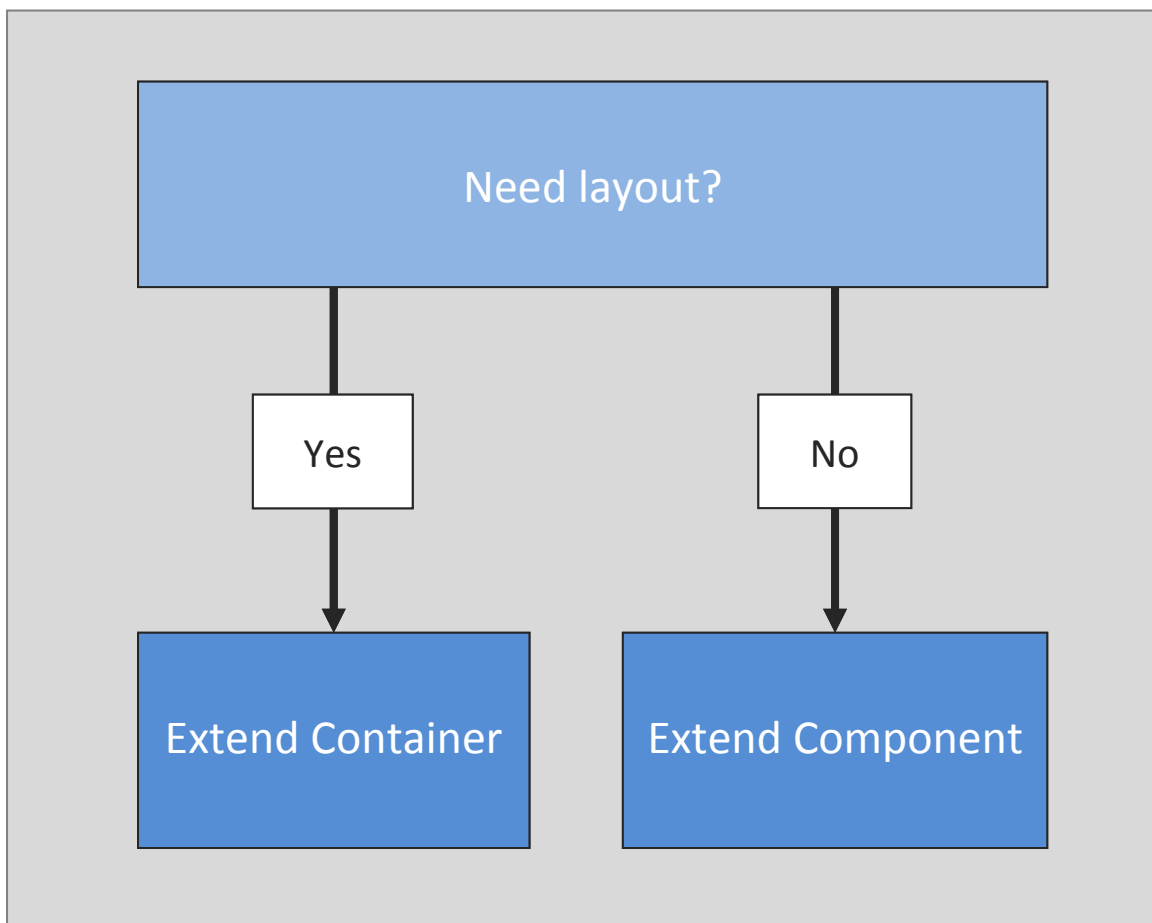 Need layout?
Yes
No
Extend Container
Extend Component